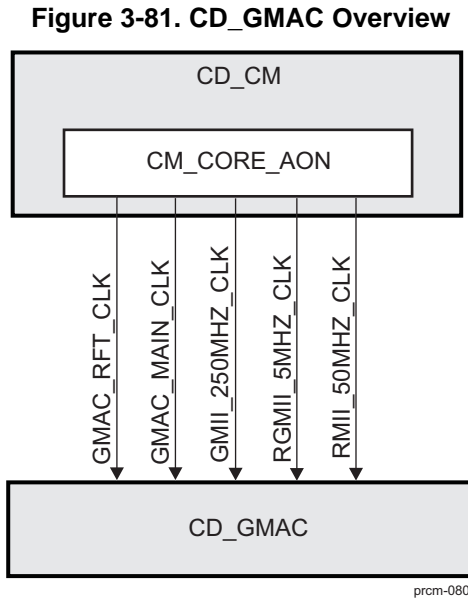 Figure 3-81. CD_GMAC Overview
CD_CM
CM_CORE_AON
GMAC_RFT_CLK
GMAC_MAIN_CLK
GMII_250MHZ_CLK
RGMII_5MHZ_CLK
RMII_50MHZ_CLK
CD_GMAC
prcm-080